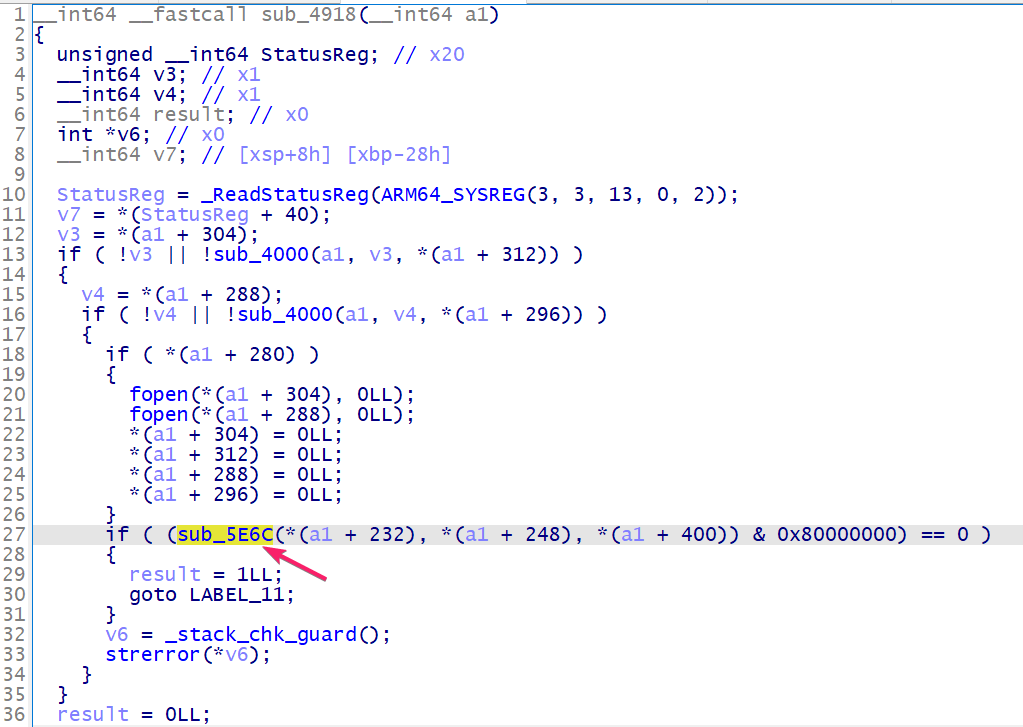 1 __int64 __fastcall sub_4918(__int64 a1)
2 {
3 unsigned __int64 StatusReg; // x20
4 __int64 v3; // x1
5 __int64 v4; // x1
6 __int64 result; // x0
7 int *v6; // x0
8 __int64 v7; // [xsp+8h] [xbp-28h]
9
10 StatusReg = _ReadStatusReg(ARM64_SYSREG(3, 3, 13, 0, 2));
11 v7 = *(StatusReg + 40);
12 v3 = *(a1 + 304);
13 if ( !v3 || !sub_4000(a1, v3, *(a1 + 312)) )
14 {
15 v4 = *(a1 + 288);
16 if ( !v4 || !sub_4000(a1, v4, *(a1 + 296)) )
17 {
18 if ( *(a1 + 280) )
19 {
20 fopen(*(a1 + 304), 0LL);
21 fopen(*(a1 + 288), 0LL);
22 *(a1 + 304) = 0LL;
23 *(a1 + 312) = 0LL;
24 *(a1 + 288) = 0LL;
25 *(a1 + 296) = 0LL;
26 }
27 if ( (sub_5E6C(*(a1 + 232), *(a1 + 248), *(a1 + 400)) & 0x80000000) == 0 )
28 {
29 result = 1LL;
30 goto LABEL_11;
31 }
32 v6 = _stack_chk_guard();
33 strerror(*v6);
34 }
35 }
36 result = 0LL;